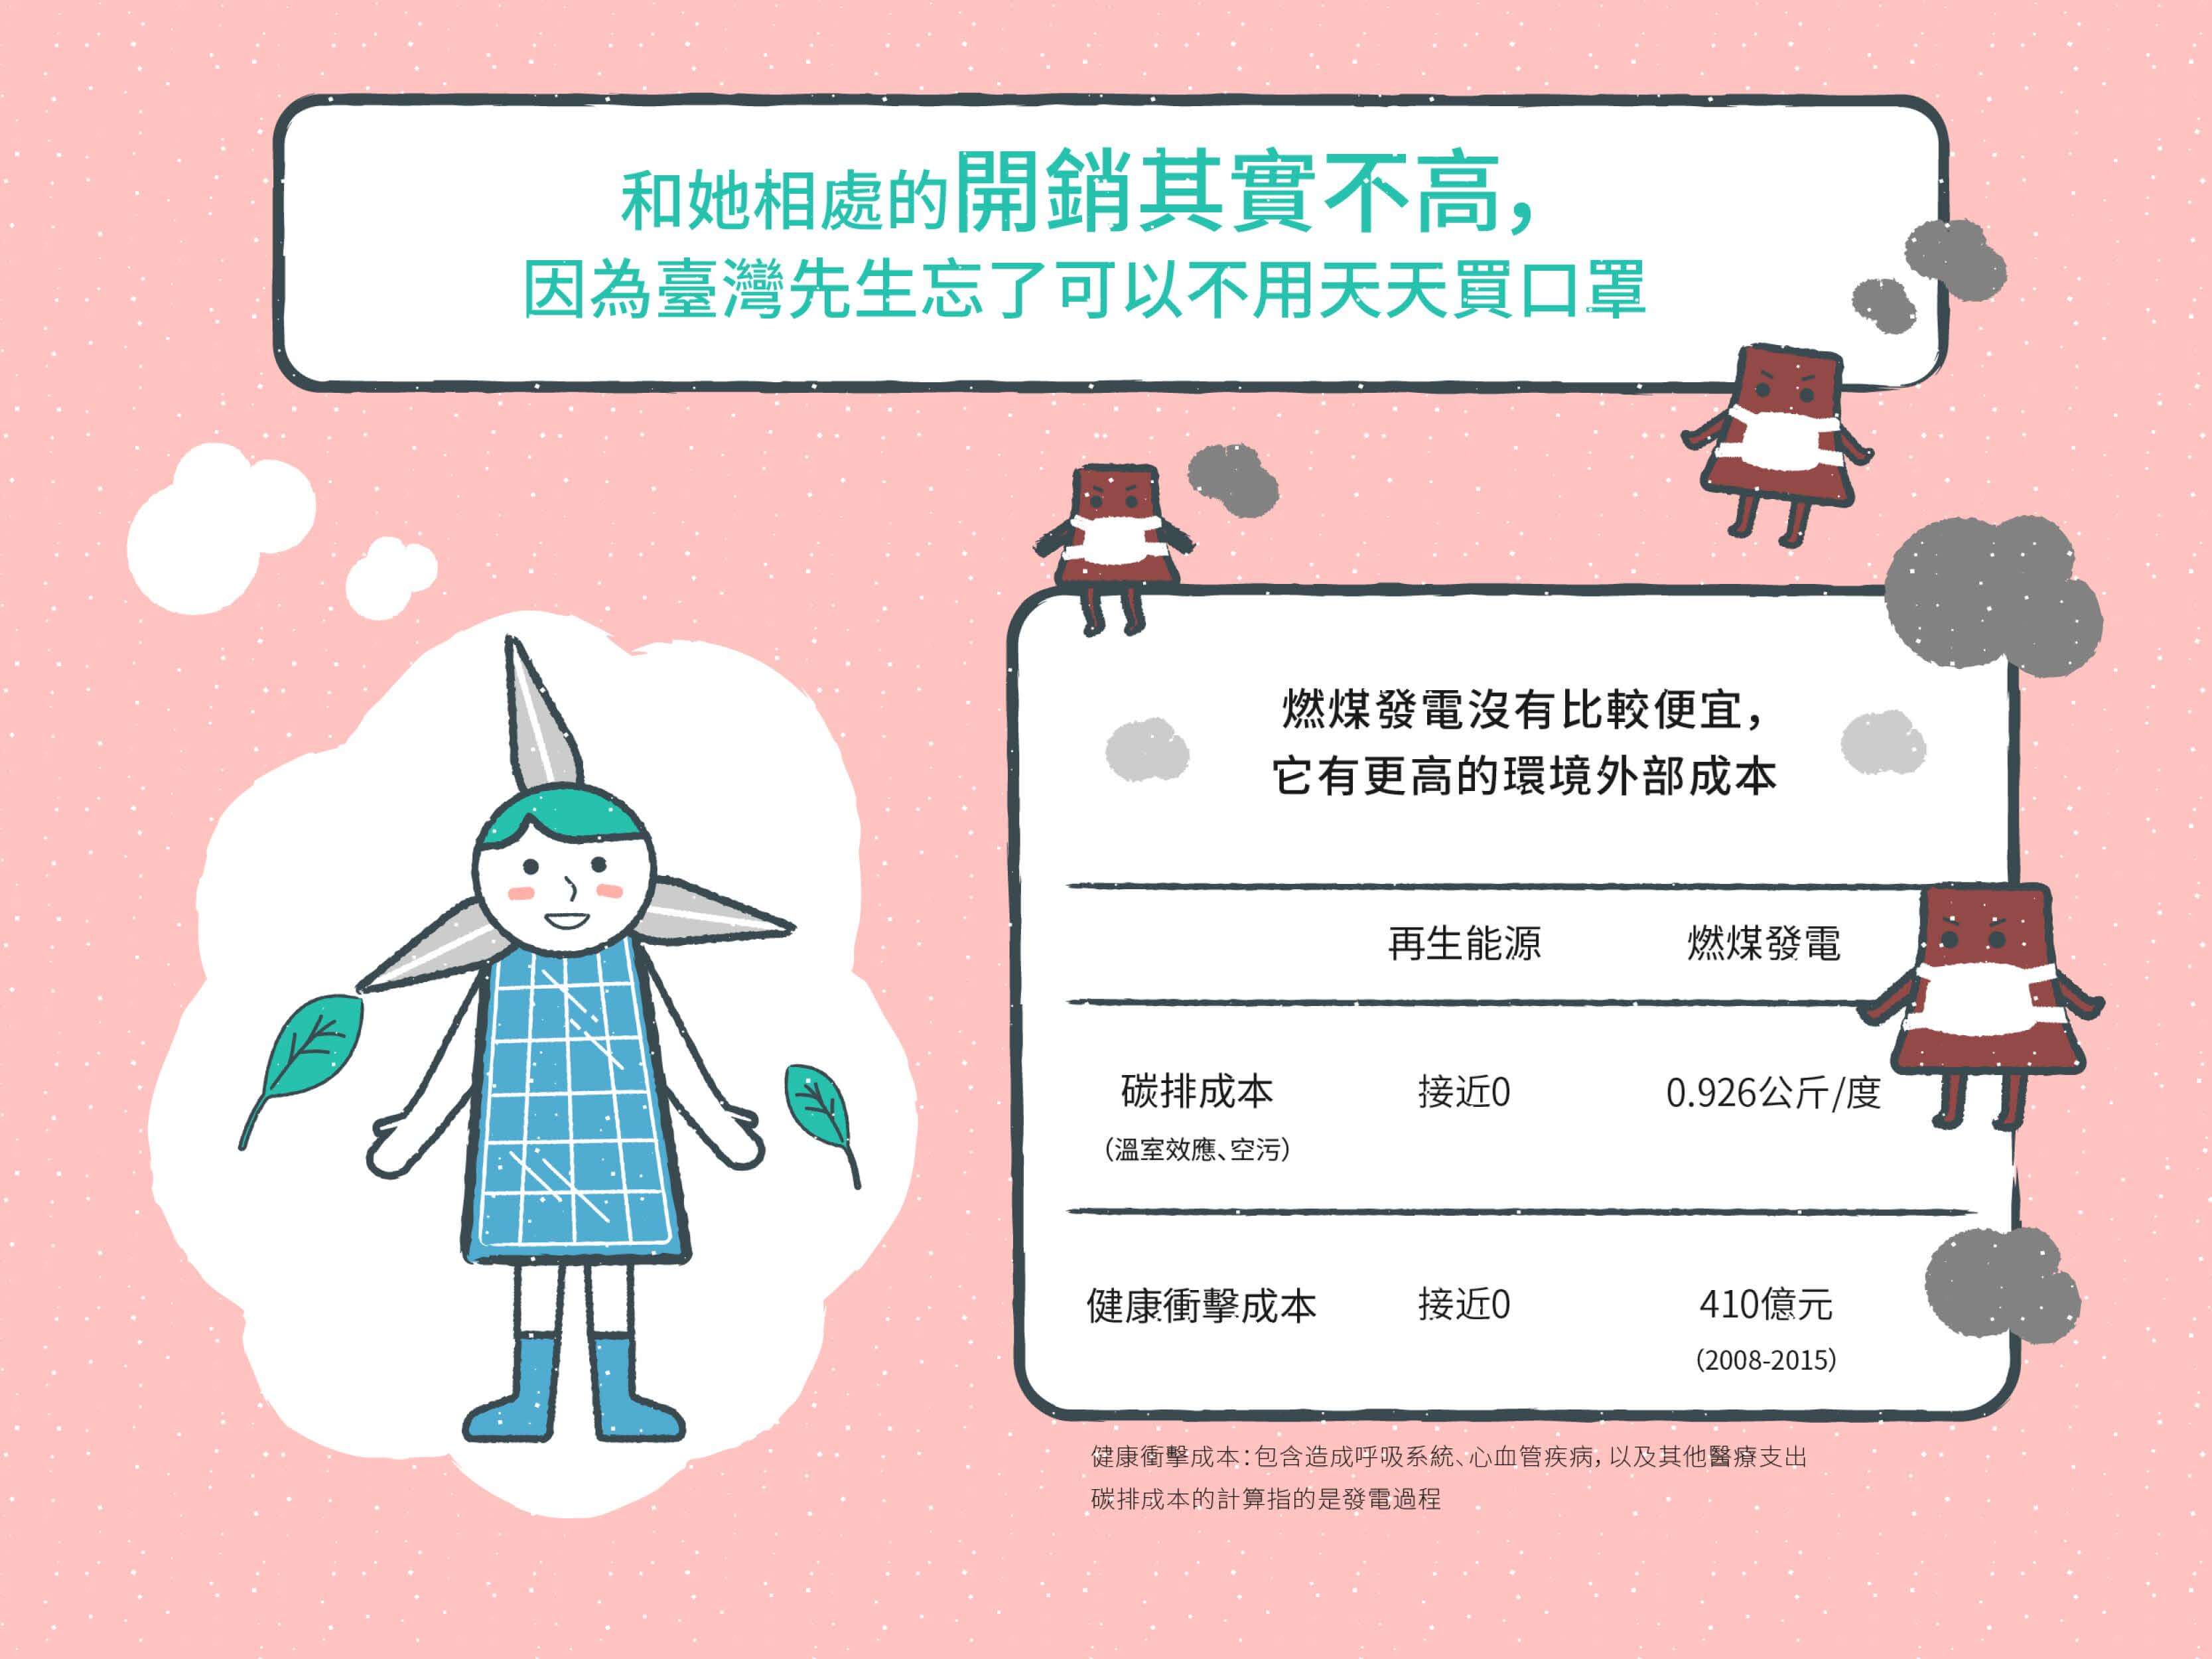 和她相處的開銷其實不高，
因為臺灣先生忘了可以不用天天買口罩
燃煤發電沒有比較便宜，
它有更高的環境外部成本
再生能源 燃煤發電
碳排成本 接近0 0.926公斤/度
（溫室效應、空污）
健康衝擊成本 接近0 410億元
（2008-2015）
健康衝擊成本：包含造成呼吸系統、心血管疾病，以及其他醫療支出
碳排成本的計算指的是發電過程